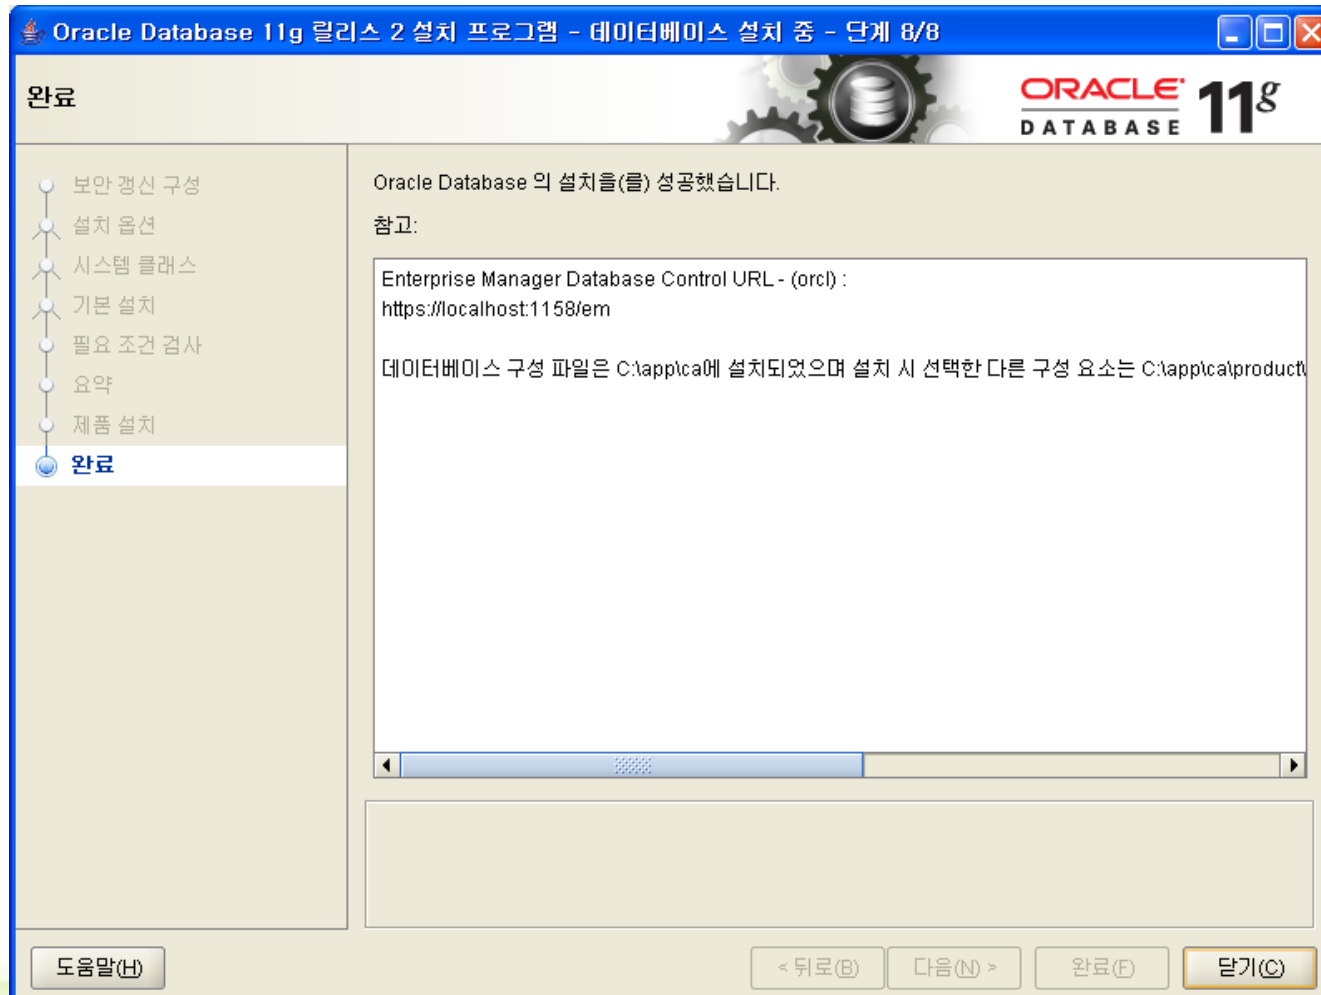 Oracle Database 11g 릴리스 2 설치 프로그램 - 데이터베이스 설치 중 - 단계 8/8
완료
ORACLE DATABASE 11g
보안 갱신 구성
설치 옵션
시스템 클래스
기본 설치
필요 조건 검사
요약
제품 설치
완료
Oracle Database 의 설치을(를) 성공했습니다.
참고:
Enterprise Manager Database Control URL - (orcl) :
https://localhost:1158/em
데이터베이스 구성 파일은 C:\app\ca에 설치되었으며 설치 시 선택한 다른 구성 요소는 C:\app\ca\product\
도움말(H)
< 뒤로(B)
다음(N) >
완료(F)
닫기(C)